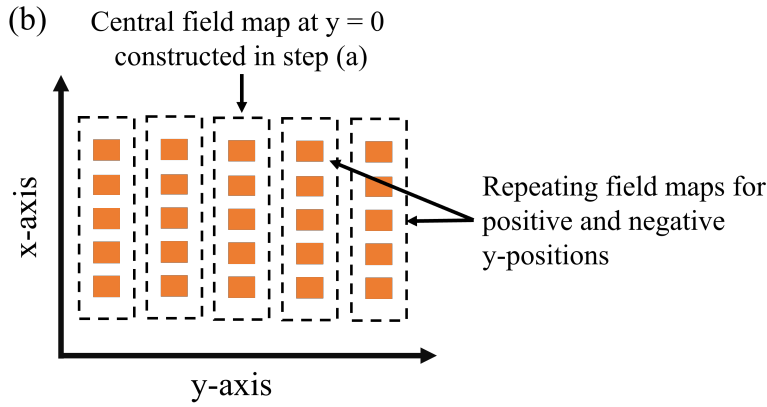 (b)
Central field map at y = 0
constructed in step (a)
x-axis
Repeating field maps for
positive and negative
y-positions
y-axis